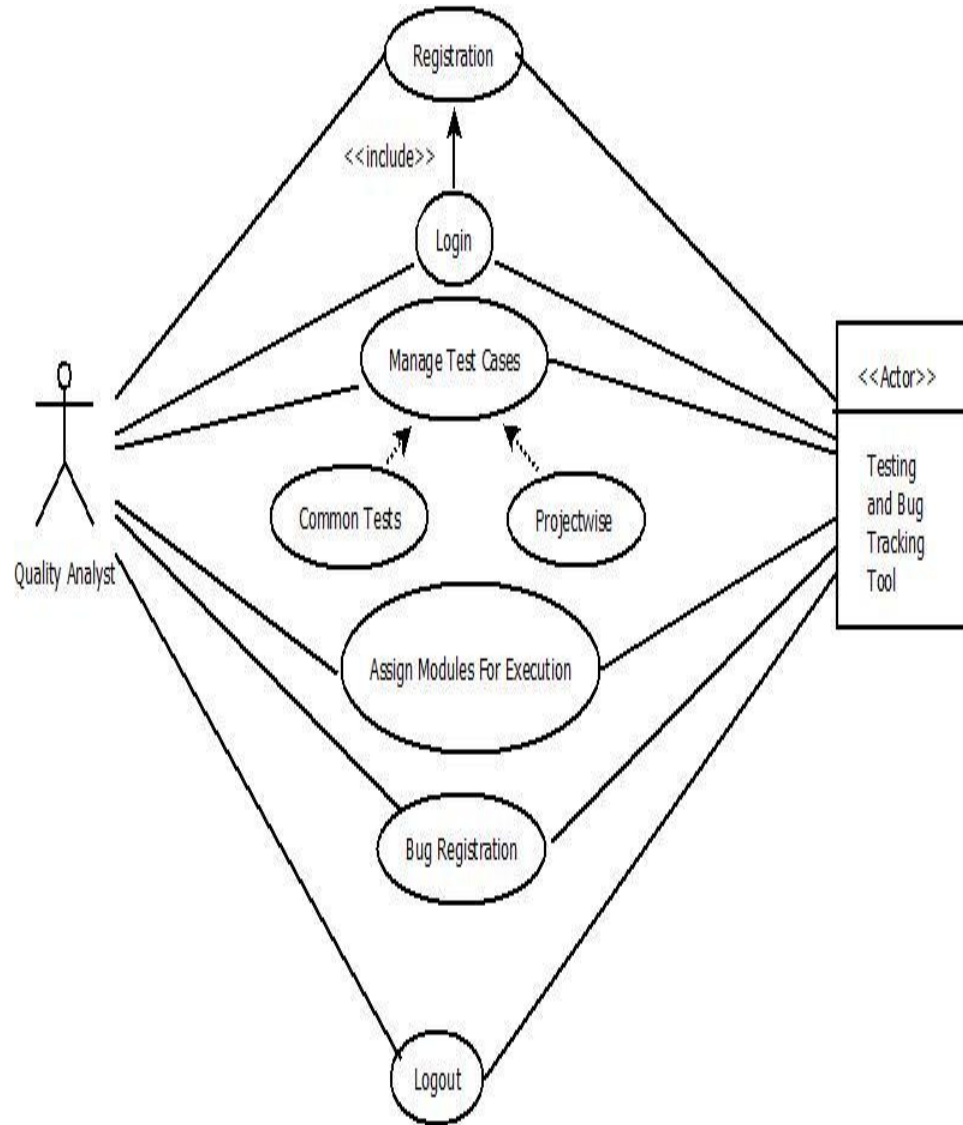 Registration
<<include>>
Login
Manage Test Cases
<<Actor>>
Common Tests
Projectwise
Testing
and Bug
Tracking
Tool
Quality Analyst
Assign Modules For Execution
Bug Registration
Logout